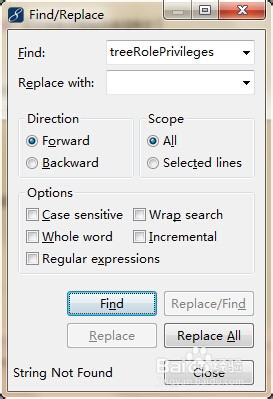 Find/Replace
Find: treeRolePrivileges
Replace with:
Direction Scope
Forward All
Backward Selected lines
Options
Case sensitive Wrap search
Whole word Incremental
Regular expressions
Find Replace/Find
Replace Replace All
String Not Found Close
Baidu 经验